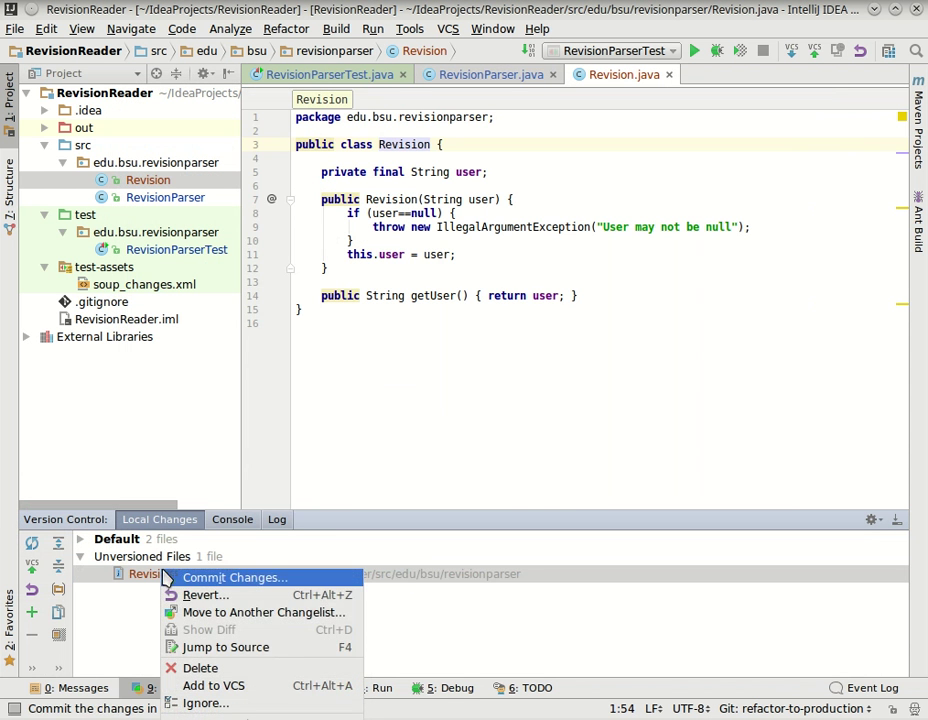 RevisionReader - [~/IdeaProjects/RevisionReader] - [RevisionReader] - ~/IdeaProjects/RevisionReader/src/edu/bsu/revisionparser/Revision.java - IntelliJ IDEA ...
File Edit View Navigate Code Analyze Refactor Build Run Tools VCS Window Help
RevisionReader src edu bsu revisionparser Revision RevisionParserTest VCS VCS
Project RevisionParserTest.java RevisionParser.java Revision.java
RevisionReader ~/IdeaProjects/
.idea
out
src
edu.bsu.revisionparser
Revision
RevisionParser
test
edu.bsu.revisionparser
RevisionParserTest
test-assets
soup_changes.xml
.gitignore
RevisionReader.iml
External Libraries
1: Project
7: Structure
2: Favorites
Revision
1 package edu.bsu.revisionparser;
2
3 public class Revision {
4
5 private final String user;
6
7 @ public Revision(String user) {
8 if (user==null) {
9 throw new IllegalArgumentException("User may not be null");
10 }
11 this.user = user;
12 }
13
14 public String getUser() { return user; }
15 }
16
Maven Projects
Ant Build
Version Control: Local Changes Console Log
Default 2 files
Unversioned Files 1 file
Revisi er/src/edu/bsu/revisionparser
VCS
Commit Changes...
Revert... Ctrl+Alt+Z
Move to Another Changelist...
Show Diff Ctrl+D
Jump to Source F4
Delete
Add to VCS Ctrl+Alt+A
Ignore...
0: Messages 9: Run 5: Debug 6: TODO Event Log
Commit the changes in 1:54 LF UTF-8 Git: refactor-to-production